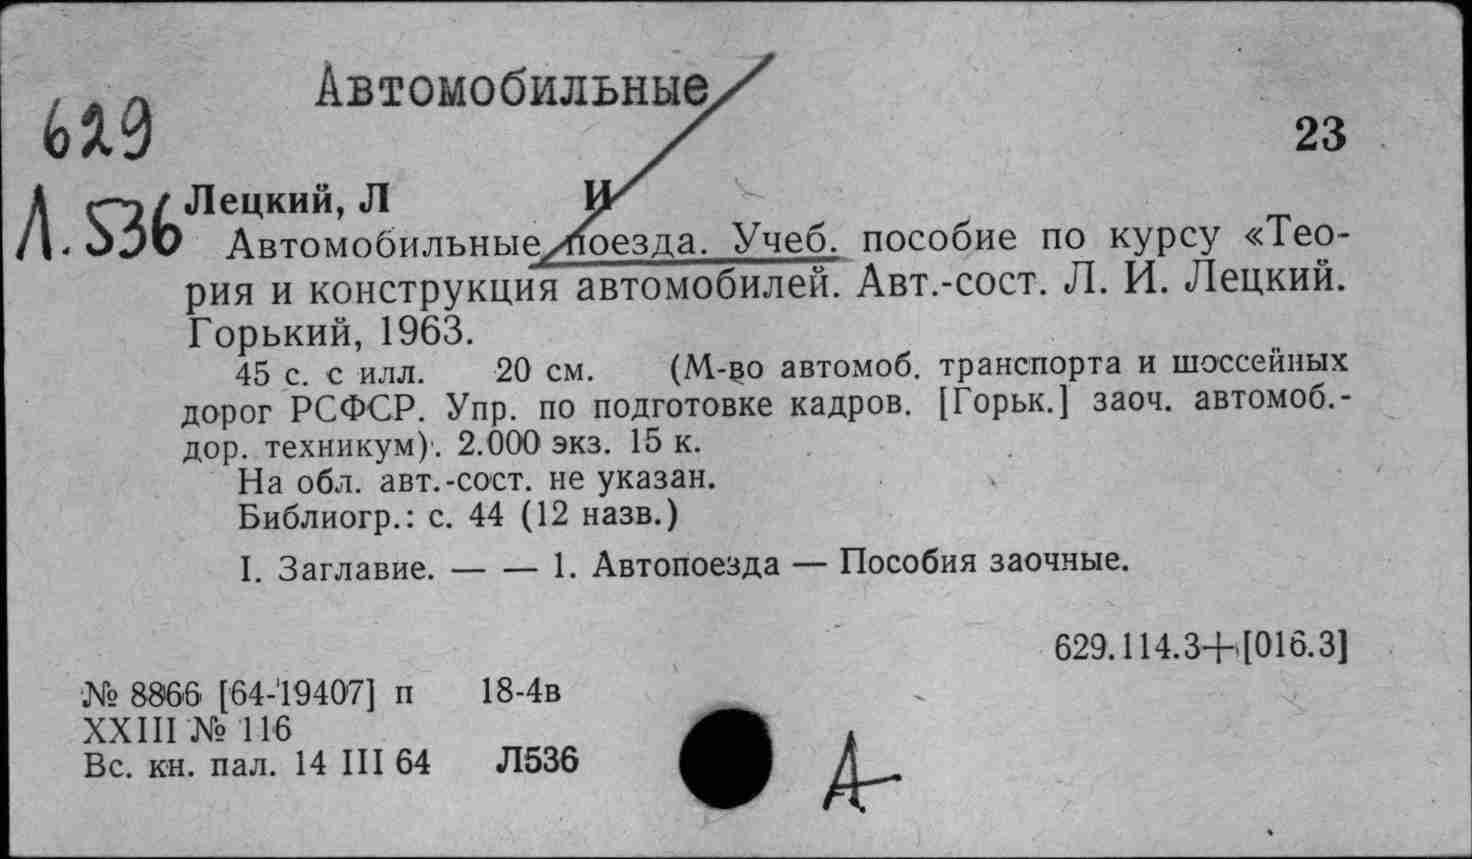 Автомобильные
629
23
Л.536
Лецкий, Л И
Автомобильные поезда. Учеб. пособие по курсу «Тео-
рия и конструкция автомобилей. Авт.-сост. Л. И. Лецкий.
Горький, 1963.
45 с. с илл. 20 см. (М-во автомоб. транспорта и шоссейных
дорог РСФСР. Упр. по подготовке кадров. [Горьк.] заоч. автомоб.-
дор. техникум). 2.000 экз. 15 к.
На обл. авт.-сост. не указан.
Библиогр.: с. 44 (12 назв.)
I. Заглавие. — — 1. Автопоезда — Пособия заочные.
629.114.3+[016.3]
№ 8866 [64-19407] п 18-4в
XXIII № 116
Вс. кн. пал. 14 III 64 Л536